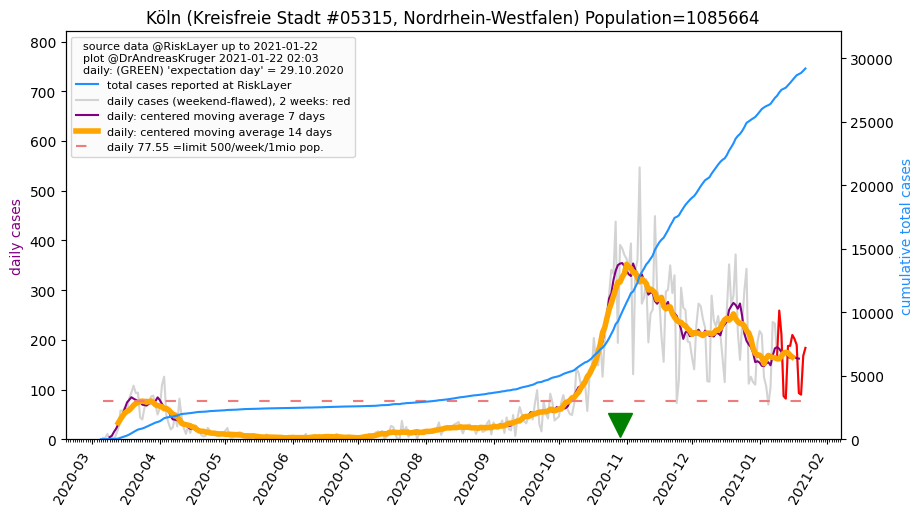 Köln (Kreisfreie Stadt #05315, Nordrhein-Westfalen) Population=1085664
source data @RiskLayer up to 2021-01-22
plot @DrAndreasKruger 2021-01-22 02:03
daily: (GREEN) 'expectation day' = 29.10.2020
total cases reported at RiskLayer
daily cases (weekend-flawed), 2 weeks: red
daily: centered moving average 7 days
daily: centered moving average 14 days
daily 77.55 =limit 500/week/1mio pop.
daily cases
800
700
600
500
400
300
200
100
0
cumulative total cases
30000
25000
20000
15000
10000
5000
0
2020-03
2020-04
2020-05
2020-06
2020-07
2020-08
2020-09
2020-10
2020-11
2020-12
2021-01
2021-02